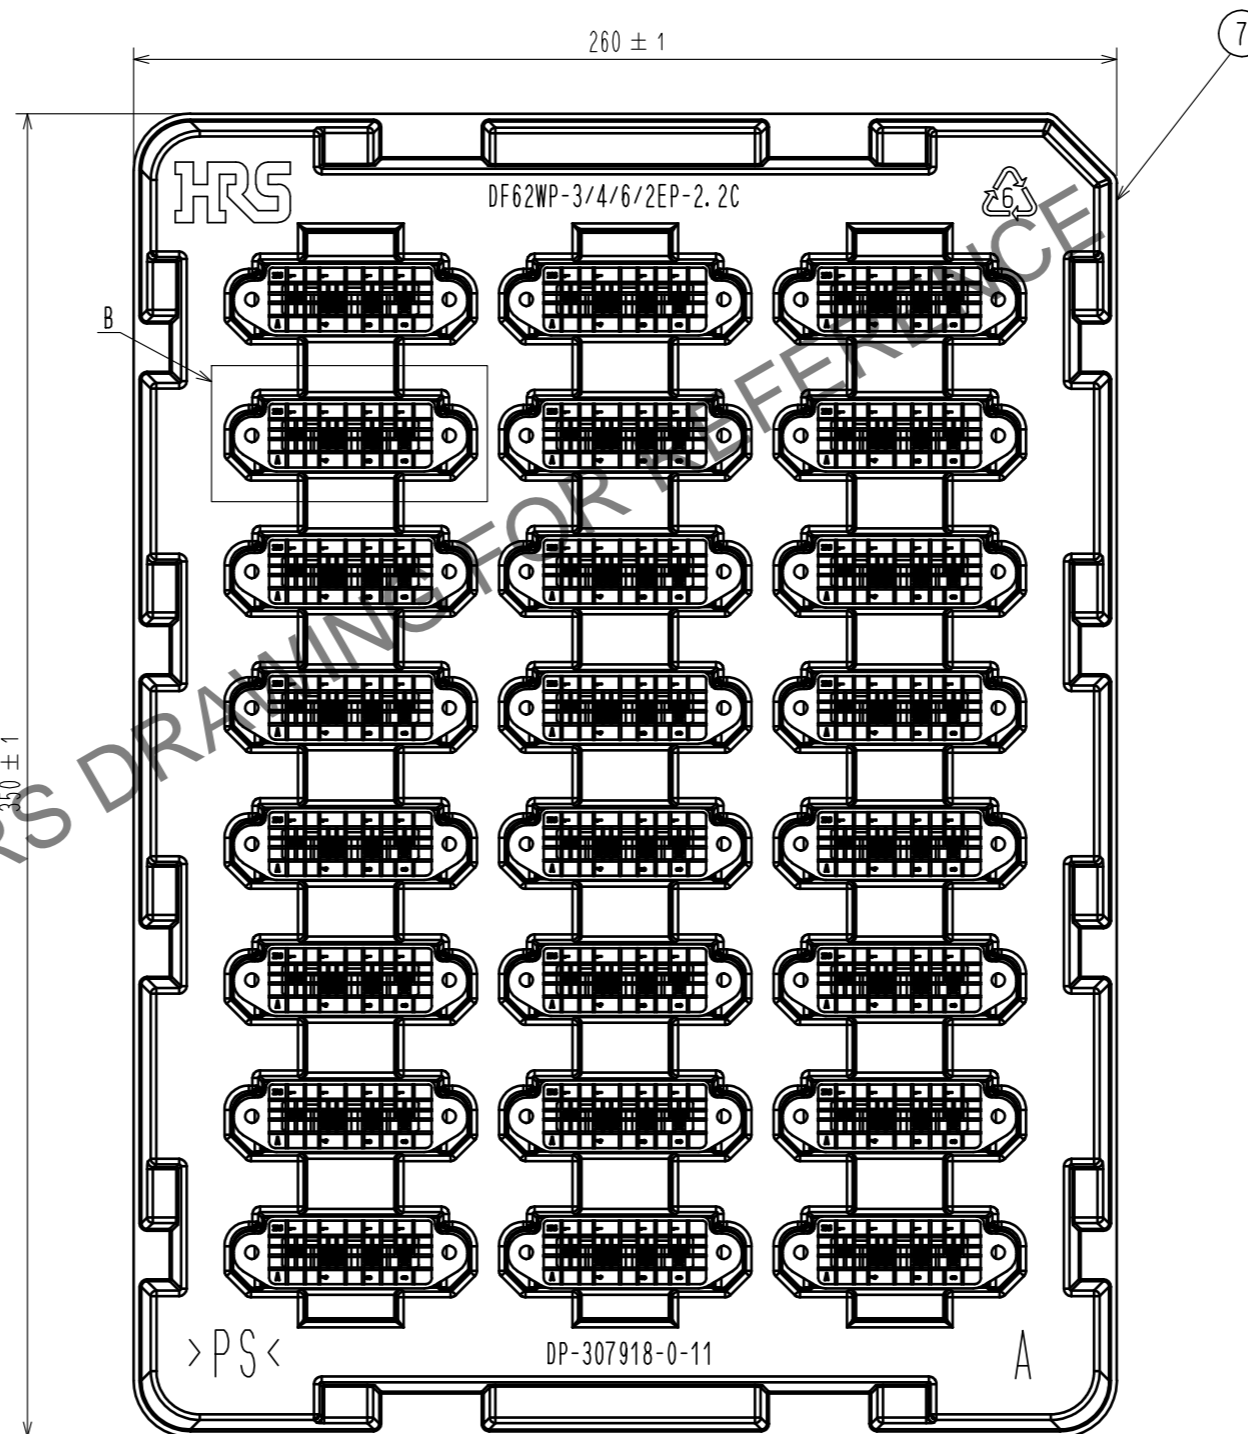 260 ± 1
7
HRS
DF62WP-3/4/6/2EP-2.2C
6
B
350 ± 1
HRS DRAWING FOR REFERENCE
>PS<
DP-307918-0-11
A